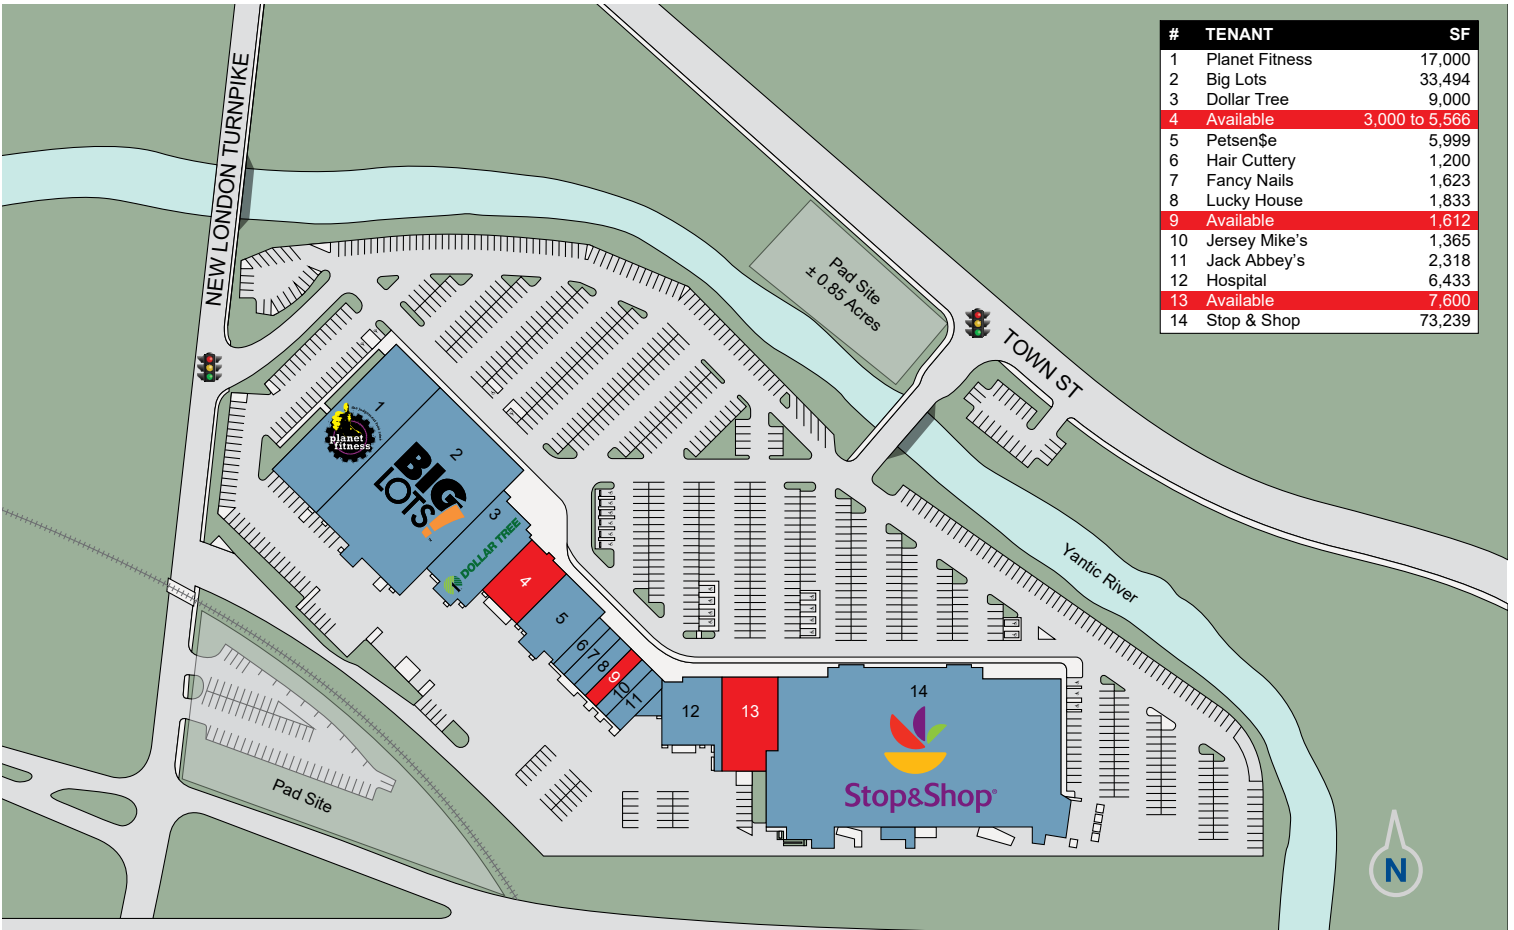 # TENANT SF
1 Planet Fitness 17,000
2 Big Lots 33,494
3 Dollar Tree 9,000
4 Available 3,000 to 5,566
5 Petsen$e 5,999
6 Hair Cuttery 1,200
7 Fancy Nails 1,623
8 Lucky House 1,833
9 Available 1,612
10 Jersey Mike's 1,365
11 Jack Abbey's 2,318
12 Hospital 6,433
13 Available 7,600
14 Stop & Shop 73,239
NEW LONDON TURNPIKE
Pad Site
± 0.85 Acres
TOWN ST
Yantic River
1
planet
fitness
2
BIG
LOTS!
3
DOLLAR TREE
4
5
6
7
8
9
10
11
12
13
14
Stop&Shop
Pad Site
N